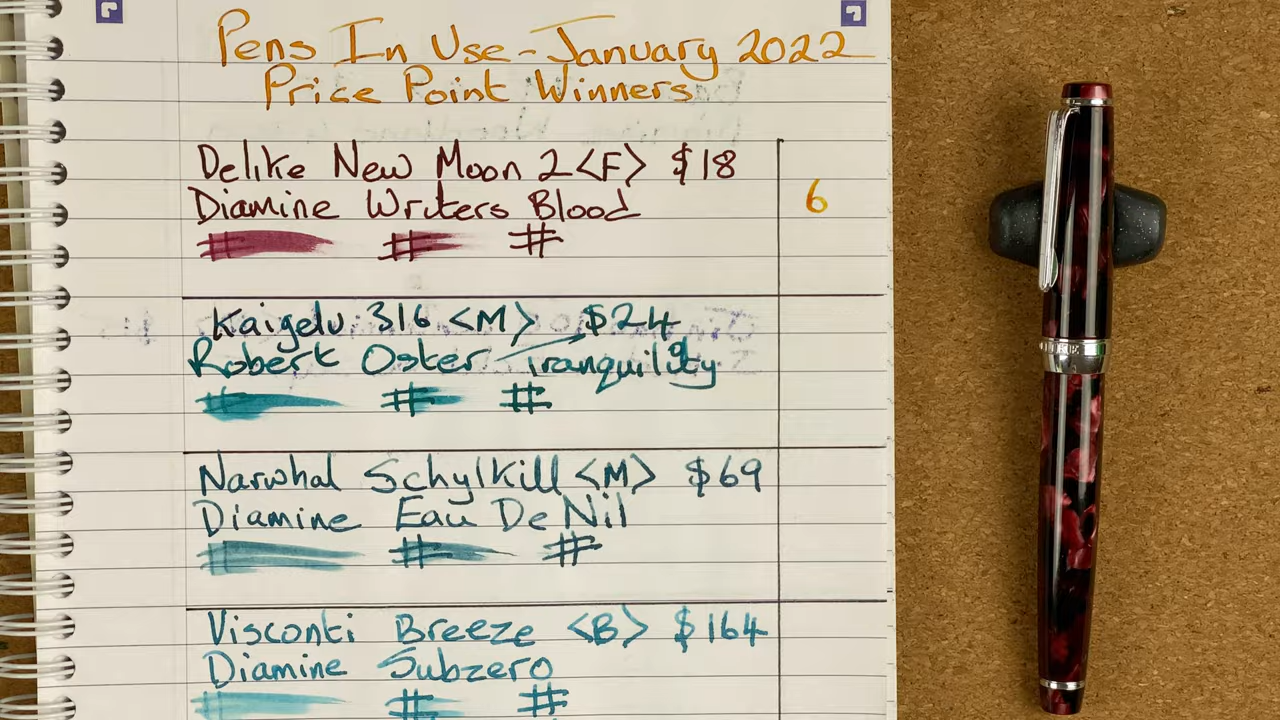 Pens In Use - January 2022
Price Point Winners
Delike New Moon 2 <F> $18
Diamine Writers Blood
6
# # #
Kaigelu 316 <M> $24
Robert Oster Tranquility
# # #
Narwhal Schylkill <M> $69
Diamine Eau De Nil
# # #
Visconti Breeze <B> $164
Diamine Subzero
# #